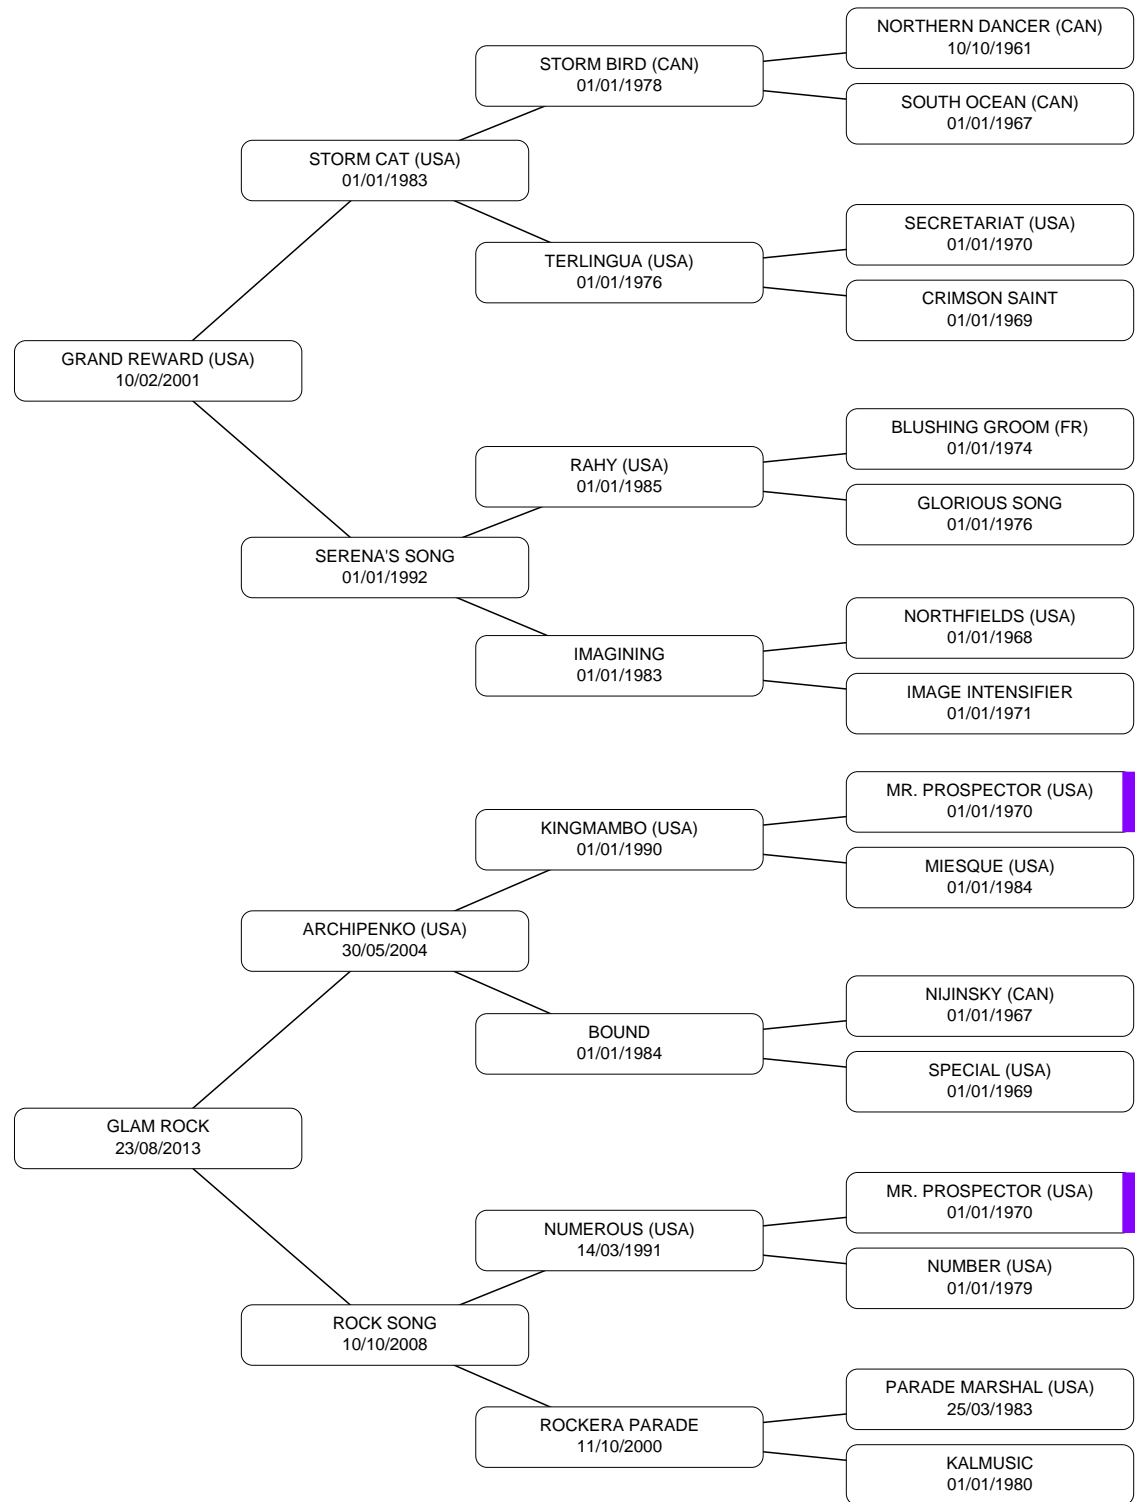 NORTHERN DANCER (CAN)
10/10/1961
STORM BIRD (CAN)
01/01/1978
SOUTH OCEAN (CAN)
01/01/1967
STORM CAT (USA)
01/01/1983
SECRETARIAT (USA)
01/01/1970
TERLINGUA (USA)
01/01/1976
CRIMSON SAINT
01/01/1969
GRAND REWARD (USA)
10/02/2001
BLUSHING GROOM (FR)
01/01/1974
RAHY (USA)
01/01/1985
GLORIOUS SONG
01/01/1976
SERENA'S SONG
01/01/1992
NORTHFIELDS (USA)
01/01/1968
IMAGINING
01/01/1983
IMAGE INTENSIFIER
01/01/1971
MR. PROSPECTOR (USA)
01/01/1970
KINGMAMBO (USA)
01/01/1990
MIESQUE (USA)
01/01/1984
ARCHIPENKO (USA)
30/05/2004
NIJINSKY (CAN)
01/01/1967
BOUND
01/01/1984
SPECIAL (USA)
01/01/1969
GLAM ROCK
23/08/2013
MR. PROSPECTOR (USA)
01/01/1970
NUMEROUS (USA)
14/03/1991
NUMBER (USA)
01/01/1979
ROCK SONG
10/10/2008
PARADE MARSHAL (USA)
25/03/1983
ROCKERA PARADE
11/10/2000
KALMUSIC
01/01/1980